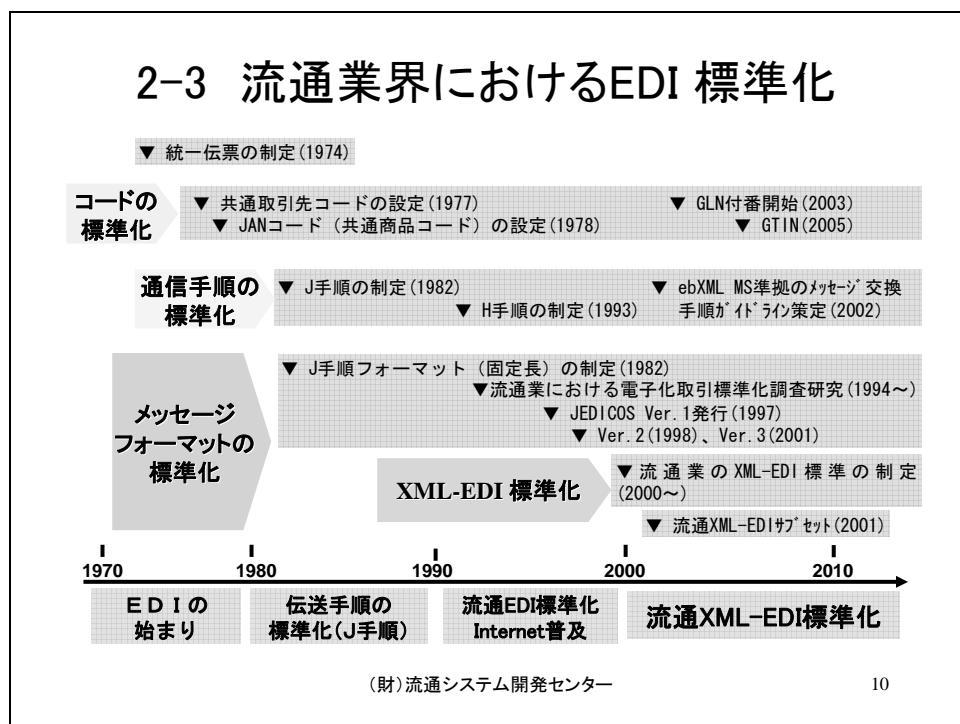 2-3 流通業界におけるEDI 標準化
▼ 統一伝票の制定(1974)
コードの
標準化
▼ 共通取引先コードの設定(1977)
▼ JANコード（共通商品コード）の設定(1978)
▼ GLN付番開始(2003)
▼ GTIN(2005)
通信手順の
標準化
▼ J手順の制定(1982)
▼ H手順の制定(1993)
▼ ebXML MS準拠のﾒｯｾｰｼﾞ交換
手順ｶﾞｲﾄﾞﾗｲﾝ策定(2002)
メッセージ
フォーマットの
標準化
▼ J手順フォーマット（固定長）の制定(1982)
▼流通業における電子化取引標準化調査研究(1994～)
▼ JEDICOS Ver.1発行(1997)
▼ Ver.2(1998)、Ver.3(2001)
XML-EDI 標準化
▼流通業のXML-EDI標準の制定
(2000～)
▼ 流通XML-EDIｻﾌﾞｾｯﾄ(2001)
1970 1980 1990 2000 2010
ＥＤＩの
始まり
伝送手順の
標準化(J手順)
流通EDI標準化
Internet普及
流通XML-EDI標準化
（財）流通システム開発センター
10